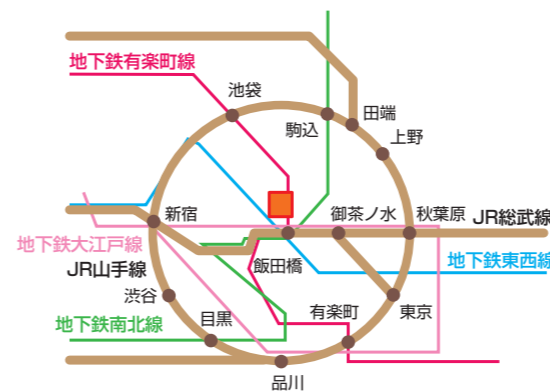 地下鉄有楽町線
池袋
駒込
田端
上野
新宿
御茶ノ水
秋葉原
JR総武線
地下鉄大江戸線
飯田橋
地下鉄東西線
JR山手線
渋谷
有楽町
東京
地下鉄南北線
目黒
品川